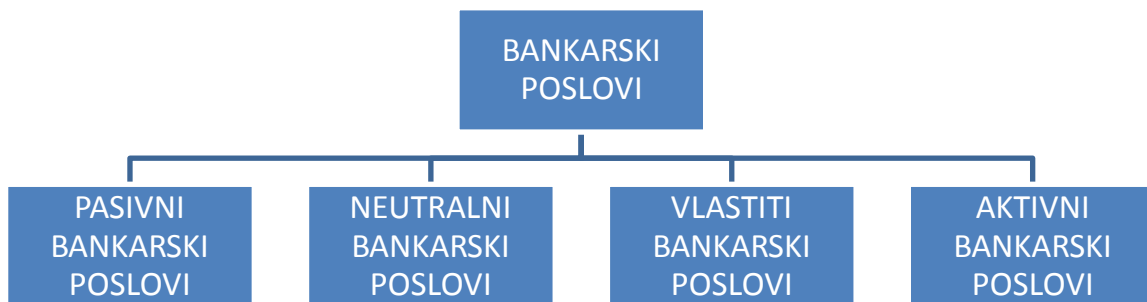 BANKARSKI
POSLOVI
PASIVNI
BANKARSKI
POSLOVI
NEUTRALNI
BANKARSKI
POSLOVI
VLASTITI
BANKARSKI
POSLOVI
AKTIVNI
BANKARSKI
POSLOVI